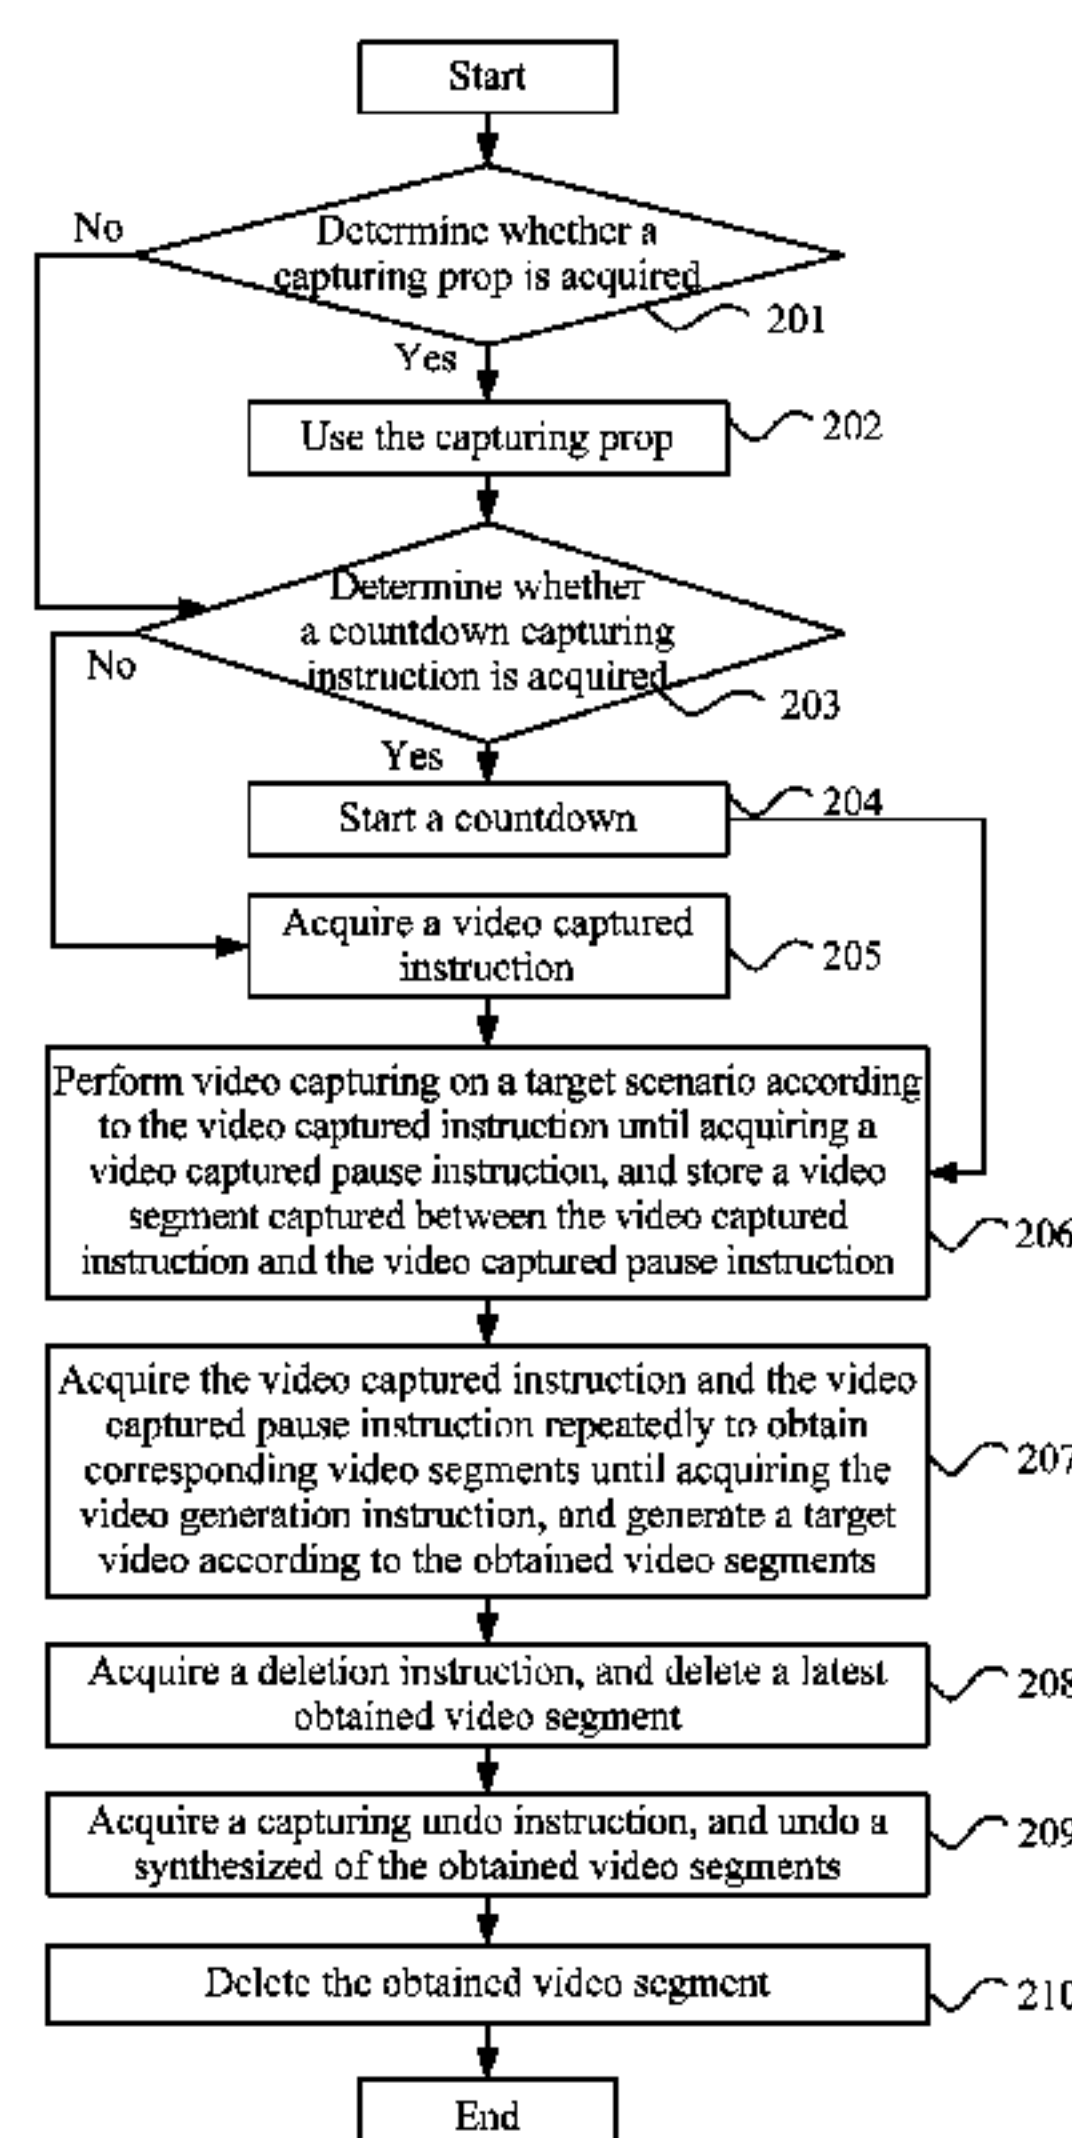 Start
No
Determine whether a
capturing prop is acquired
201
Yes
Use the capturing prop
202
Determine whether
a countdown capturing
instruction is acquired
No
203
Yes
Start a countdown
204
Acquire a video captured
instruction
205
Perform video capturing on a target scenario according
to the video captured instruction until acquiring a
video captured pause instruction, and store a video
segment captured between the video captured
instruction and the video captured pause instruction
206
Acquire the video captured instruction and the video
captured pause instruction repeatedly to obtain
corresponding video segments until acquiring the
video generation instruction, and generate a target
video according to the obtained video segments
207
Acquire a deletion instruction, and delete a latest
obtained video segment
208
Acquire a capturing undo instruction, and undo a
synthesized of the obtained video segments
209
Delete the obtained video segment
210
End